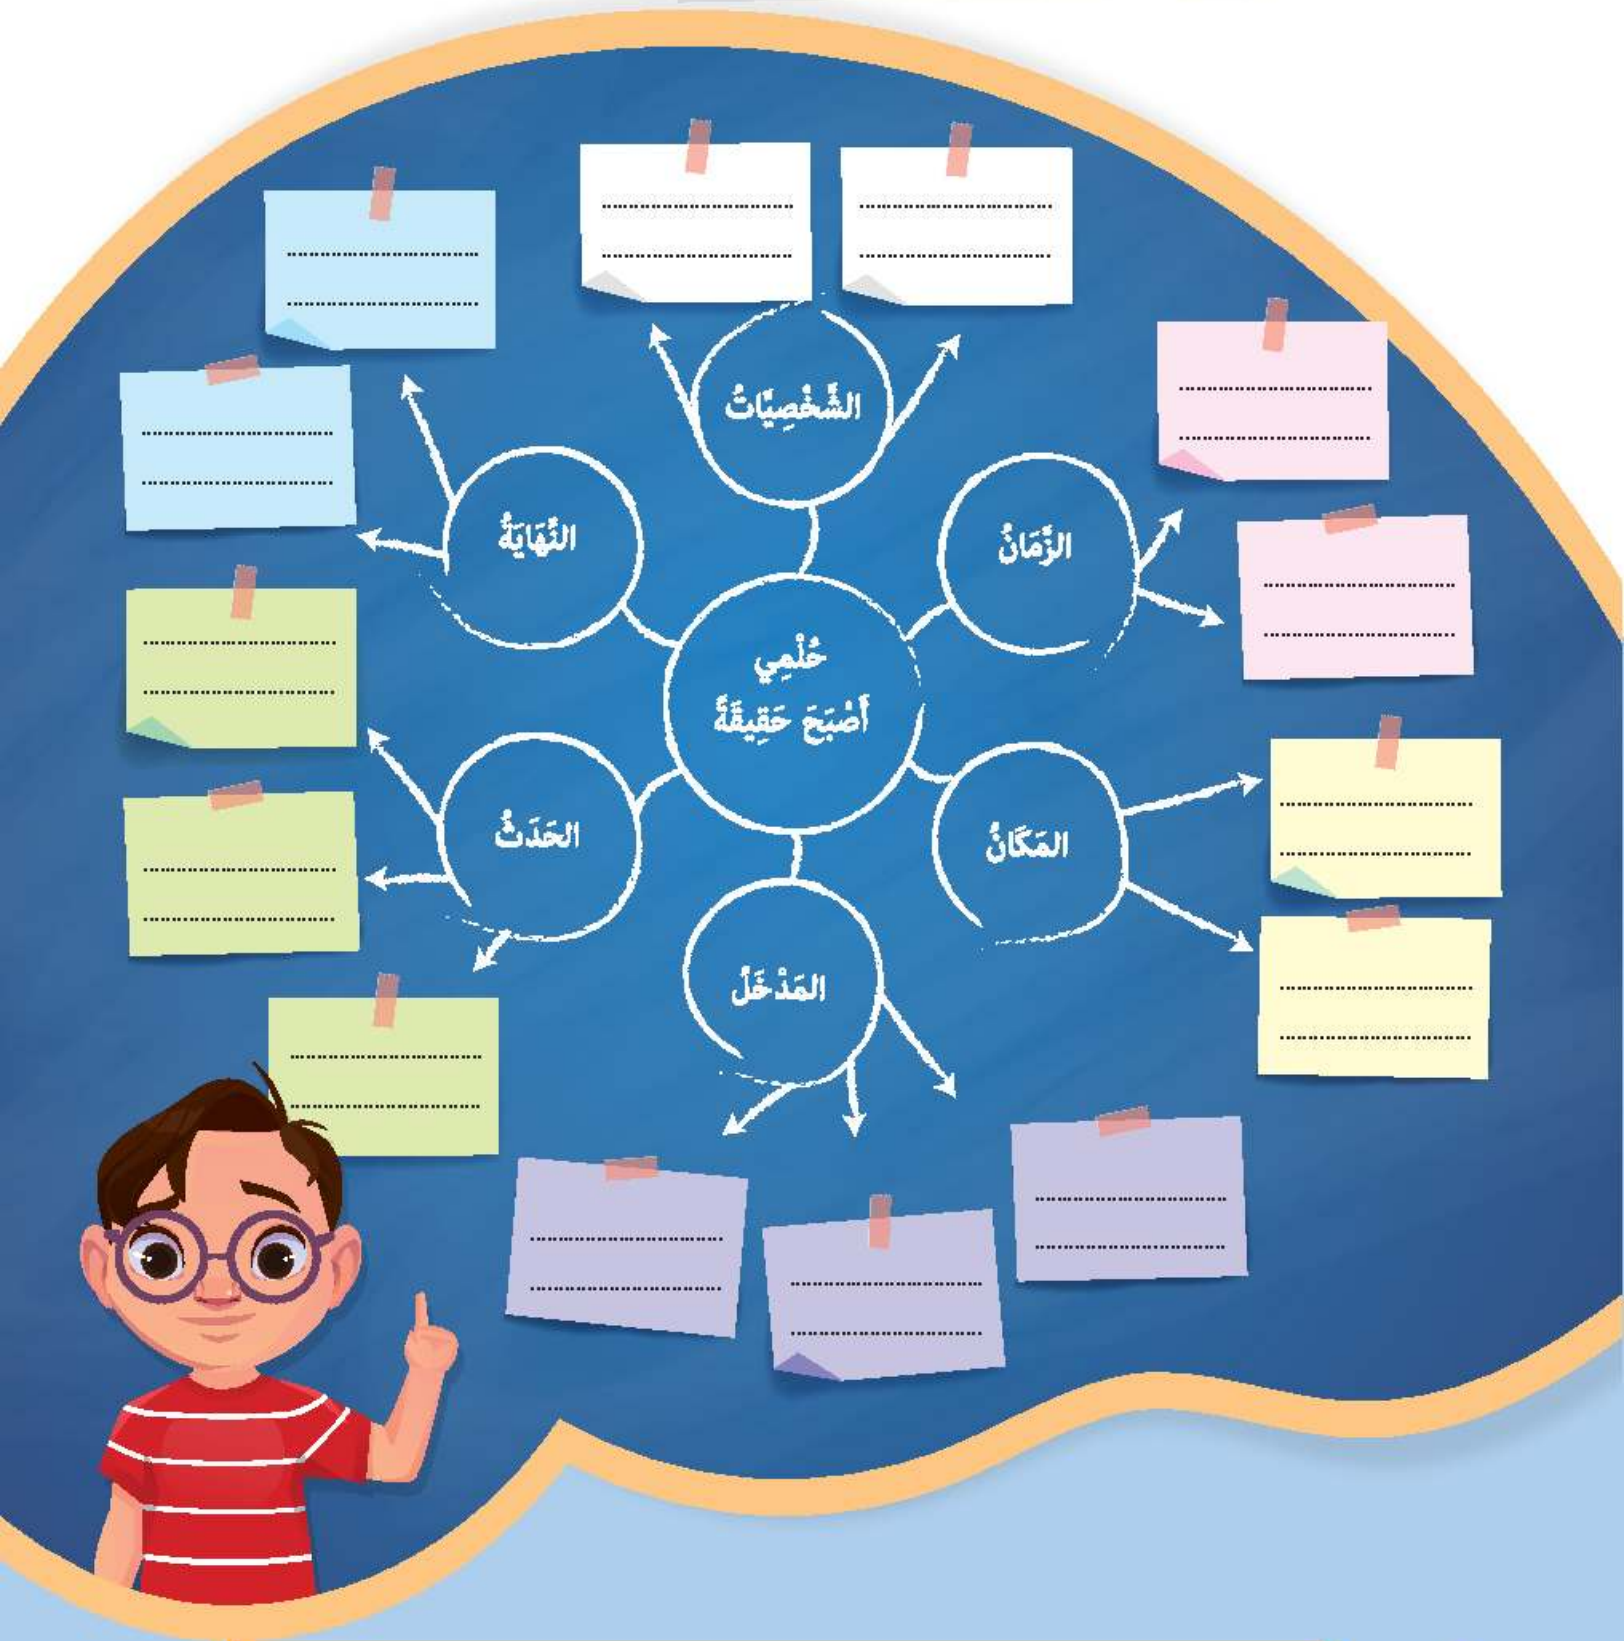 الشَّخْصِيَّاتُ
الزَّمَانُ
النِّهَايَةُ
حُلْمِي
أَصْبَحَ حَقِيقَةً
المَكَانُ
الحَدَثُ
المَدْخَلُ